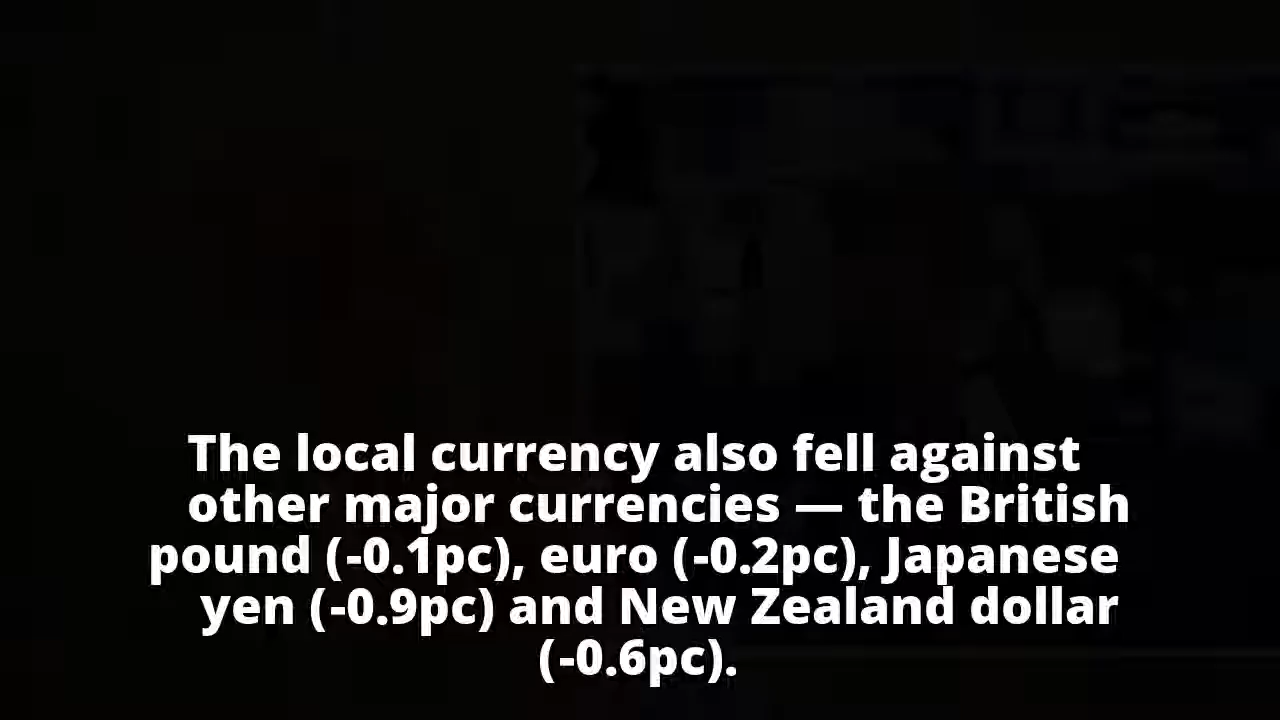 The local currency also fell against
other major currencies — the British
pound (-0.1pc), euro (-0.2pc), Japanese
yen (-0.9pc) and New Zealand dollar
(-0.6pc).